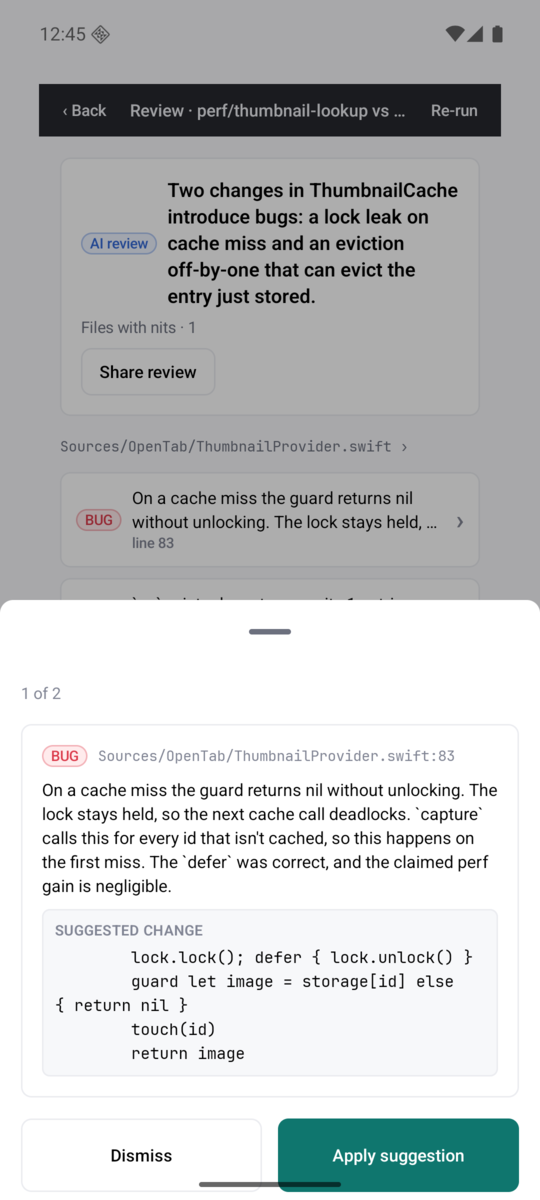 12:45
‹ Back Review · perf/thumbnail-lookup vs ... Re-run
AI review
Two changes in ThumbnailCache
introduce bugs: a lock leak on
cache miss and an eviction
off-by-one that can evict the
entry just stored.
Files with nits · 1
Share review
Sources/OpenTab/ThumbnailProvider.swift ›
BUG
On a cache miss the guard returns nil
without unlocking. The lock stays held, ...
line 83
1 of 2
BUG Sources/OpenTab/ThumbnailProvider.swift:83
On a cache miss the guard returns nil without unlocking. The
lock stays held, so the next cache call deadlocks. `capture`
calls this for every id that isn't cached, so this happens on
the first miss. The `defer` was correct, and the claimed perf
gain is negligible.
SUGGESTED CHANGE
lock.lock(); defer { lock.unlock() }
guard let image = storage[id] else
{ return nil }
touch(id)
return image
Dismiss Apply suggestion